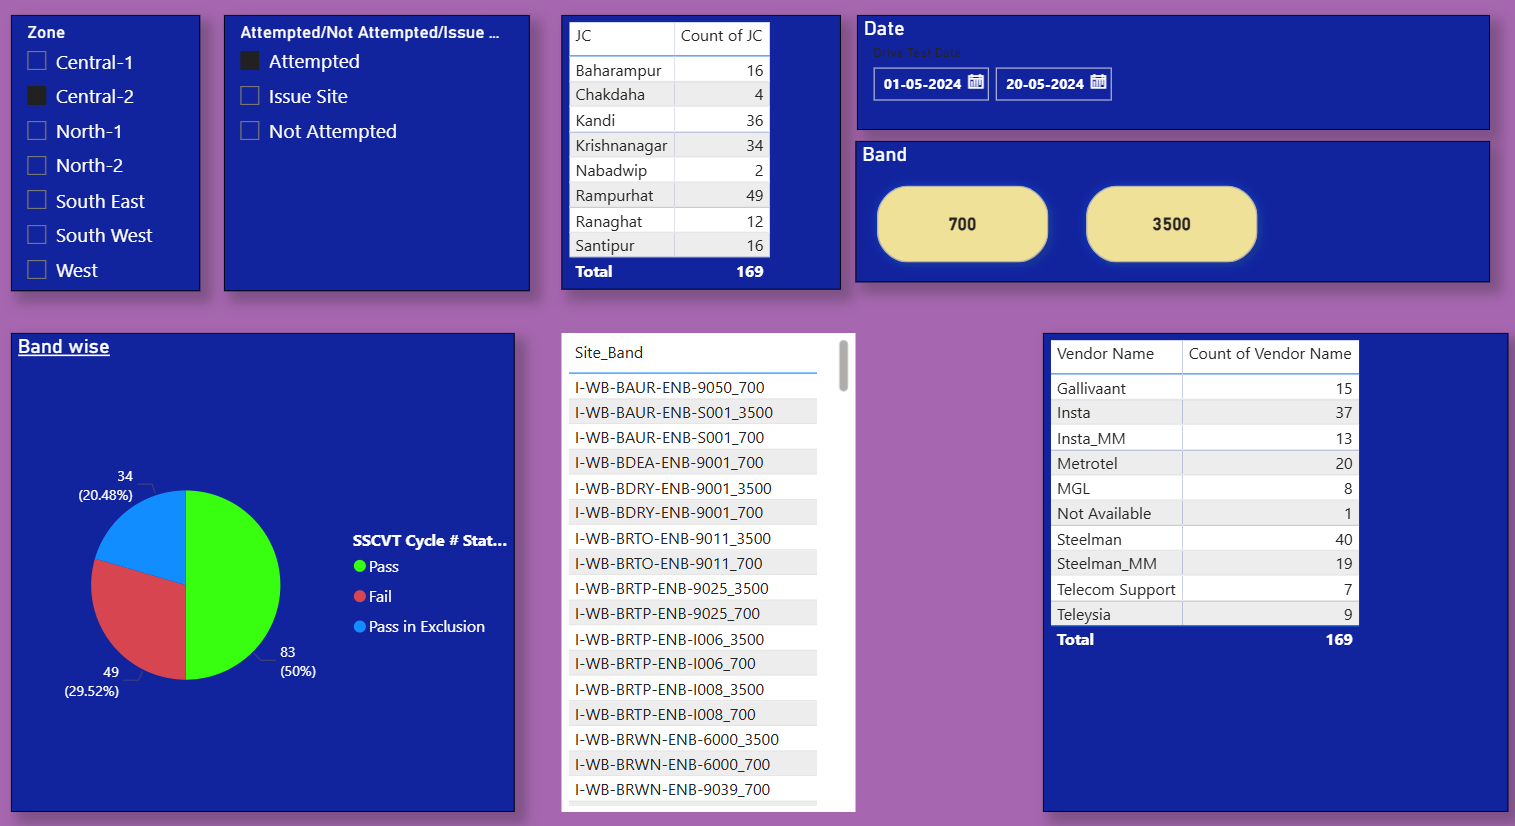 Zone
Central-1
Central-2
North-1
North-2
South East
South West
West
Attempted/Not Attempted/Issue ...
Attempted
Issue Site
Not Attempted
JC Count of JC
Baharampur 16
Chakdaha 4
Kandi 36
Krishnanagar 34
Nabadwip 2
Rampurhat 49
Ranaghat 12
Santipur 16
Total 169
Date
Drive Test Date
01-05-2024 20-05-2024
Band
700 3500
Band wise
34
(20.48%)
49
(29.52%)
83
(50%)
SSCVT Cycle # Stat...
Pass
Fail
Pass in Exclusion
Site_Band
I-WB-BAUR-ENB-9050_700
I-WB-BAUR-ENB-S001_3500
I-WB-BAUR-ENB-S001_700
I-WB-BDEA-ENB-9001_700
I-WB-BDRY-ENB-9001_3500
I-WB-BDRY-ENB-9001_700
I-WB-BRTO-ENB-9011_3500
I-WB-BRTO-ENB-9011_700
I-WB-BRTP-ENB-9025_3500
I-WB-BRTP-ENB-9025_700
I-WB-BRTP-ENB-I006_3500
I-WB-BRTP-ENB-I006_700
I-WB-BRTP-ENB-I008_3500
I-WB-BRTP-ENB-I008_700
I-WB-BRWN-ENB-6000_3500
I-WB-BRWN-ENB-6000_700
I-WB-BRWN-ENB-9039_700
Vendor Name Count of Vendor Name
Gallivaant 15
Insta 37
Insta_MM 13
Metrotel 20
MGL 8
Not Available 1
Steelman 40
Steelman_MM 19
Telecom Support 7
Teleysia 9
Total 169